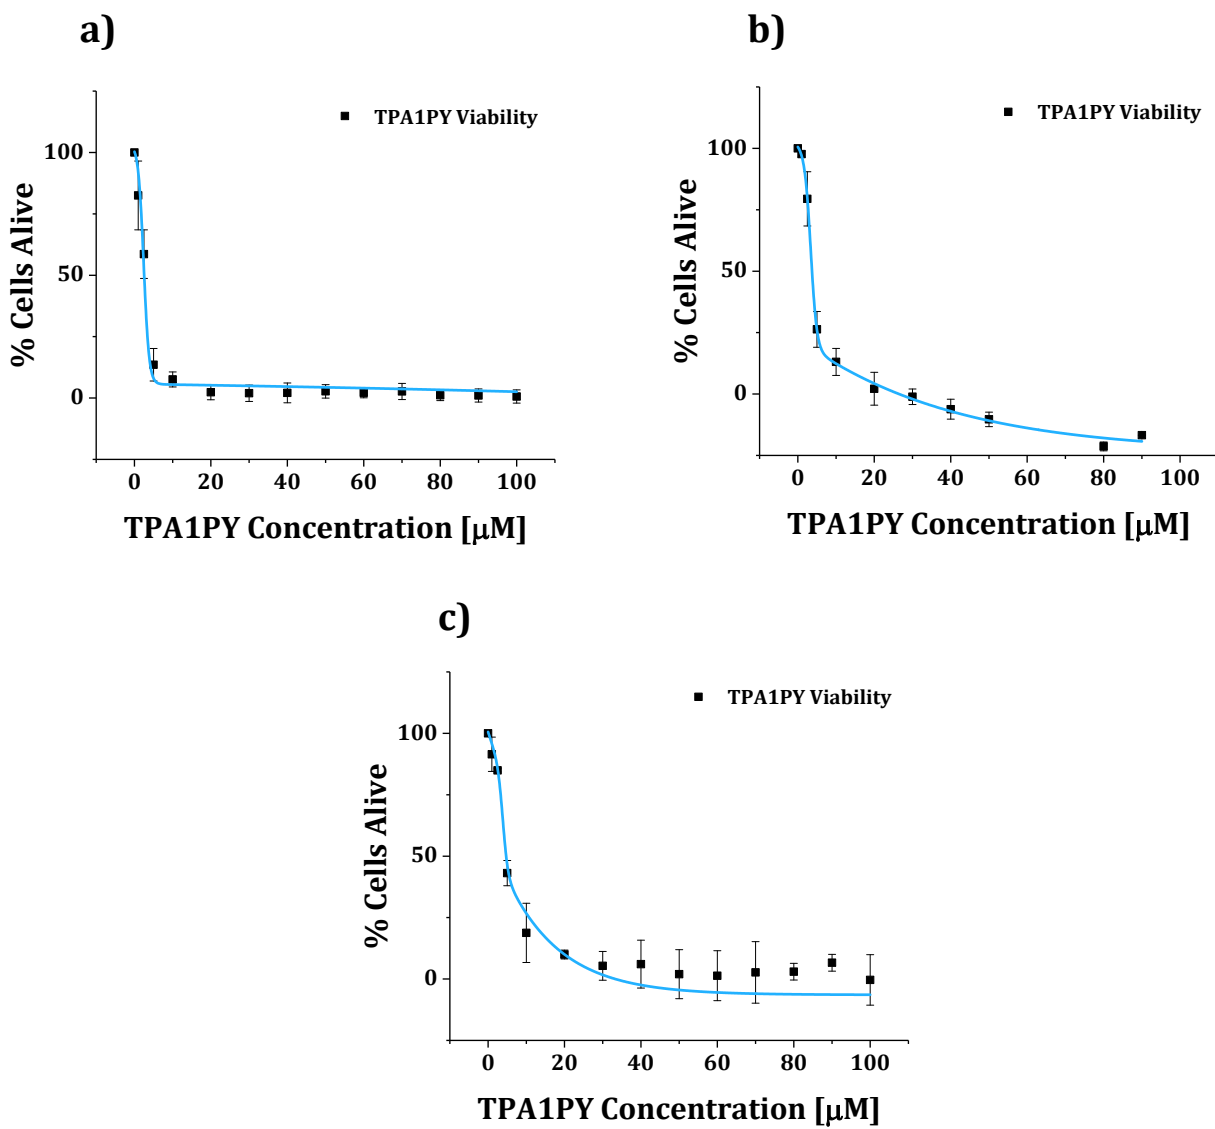 a)
TPA1PY Viability
% Cells Alive
100
50
0
0 20 40 60 80 100
TPA1PY Concentration [μM]
b)
TPA1PY Viability
% Cells Alive
100
50
0
0 20 40 60 80 100
TPA1PY Concentration [μM]
c)
TPA1PY Viability
% Cells Alive
100
50
0
0 20 40 60 80 100
TPA1PY Concentration [μM]